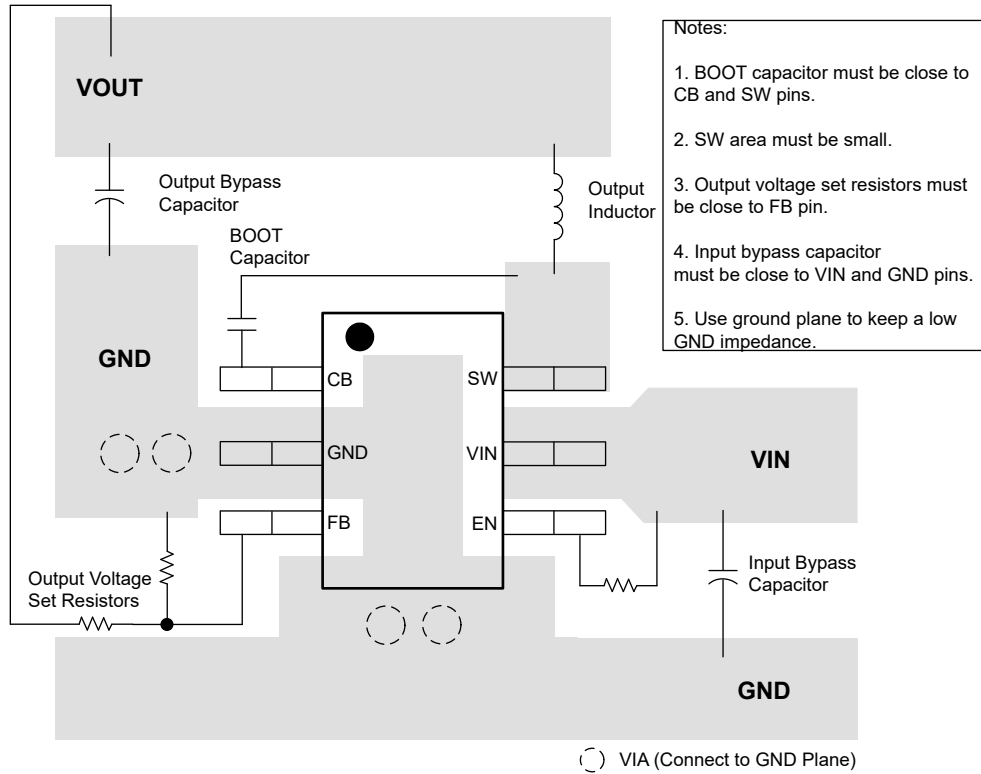 VOUT
Output Bypass
Capacitor
Output
Inductor
BOOT
Capacitor
GND
CB
SW
GND
VIN
VIN
FB
EN
Output Voltage
Set Resistors
Input Bypass
Capacitor
GND
VIA (Connect to GND Plane)
Notes:
1. BOOT capacitor must be close to
CB and SW pins.
2. SW area must be small.
3. Output voltage set resistors must
be close to FB pin.
4. Input bypass capacitor
must be close to VIN and GND pins.
5. Use ground plane to keep a low
GND impedance.